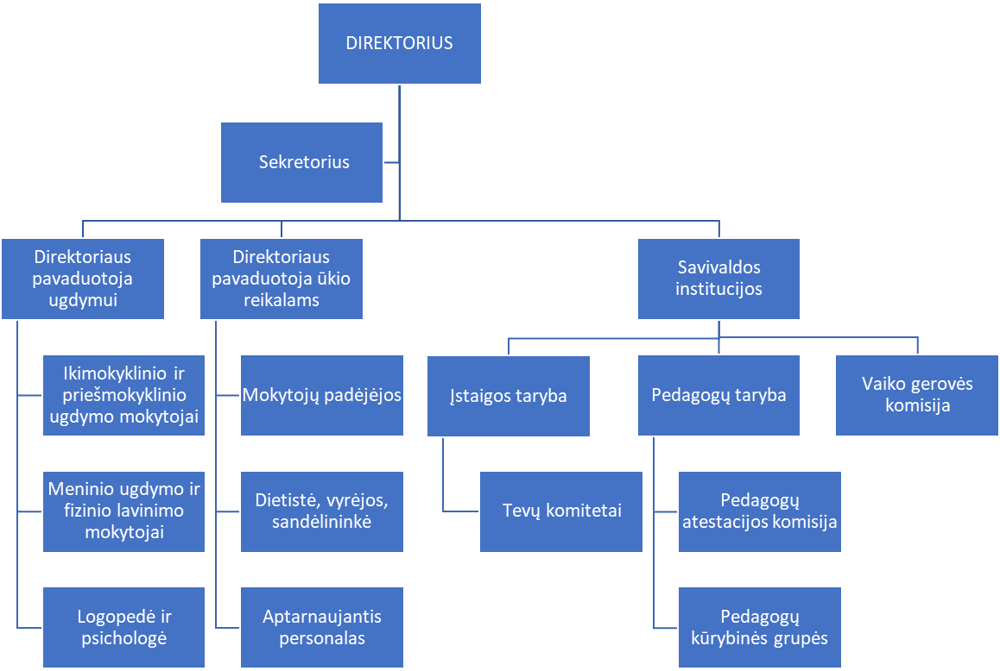 DIREKTORIUS
Sekretorius
Direktoriaus
pavaduotoja
ugdymui
Direktoriaus
pavaduotoja ūkio
reikalams
Savivaldos
institucijos
Ikimokyklinio ir
priešmokyklinio
ugdymo mokytojai
Mokytojų padėjėjos
Įstaigos taryba
Pedagogų taryba
Vaiko gerovės
komisija
Meninio ugdymo ir
fizinio lavinimo
mokytojai
Dietistė, vyrėjos,
sandėlininkė
Tevų komitetai
Pedagogų
atestacijos komisija
Logopedė ir
psichologė
Aptarnaujantis
personalas
Pedagogų
kūrybinės grupės